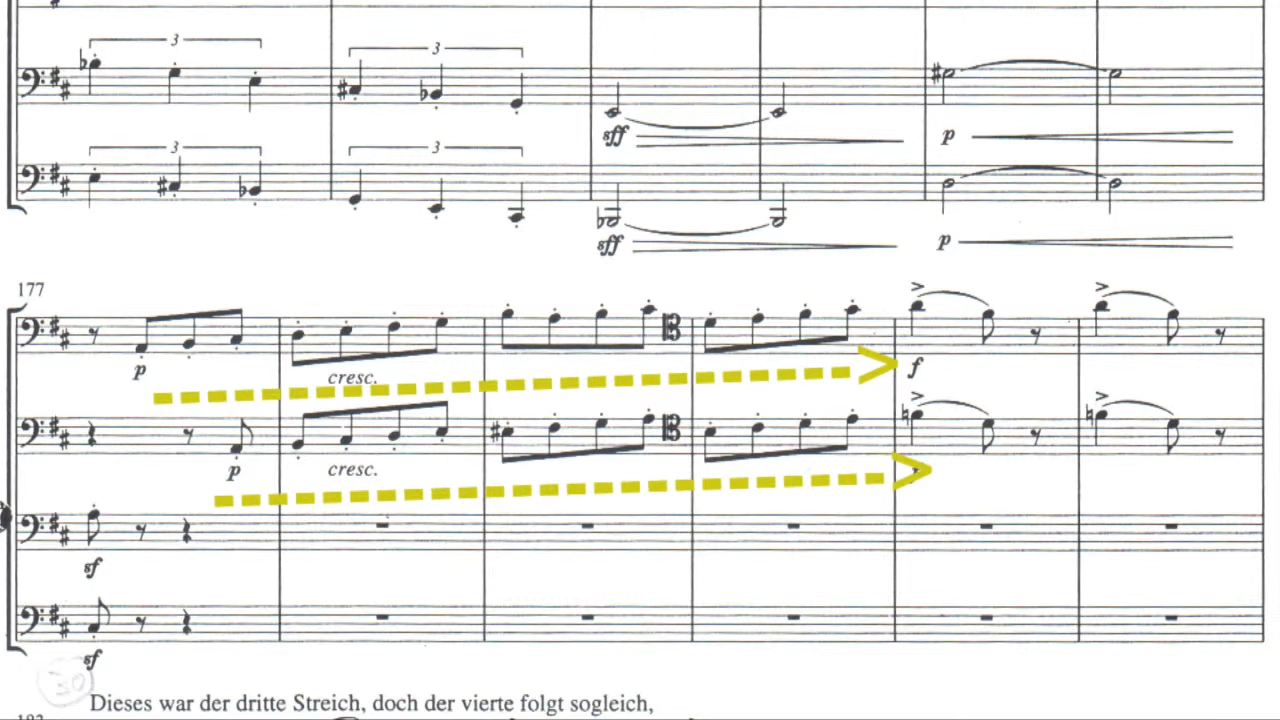 3 3
sff p
3 3
sff p
177
p cresc. f
p cresc.
sf
sf
30
Dieses war der dritte Streich, doch der vierte folgt sogleich,